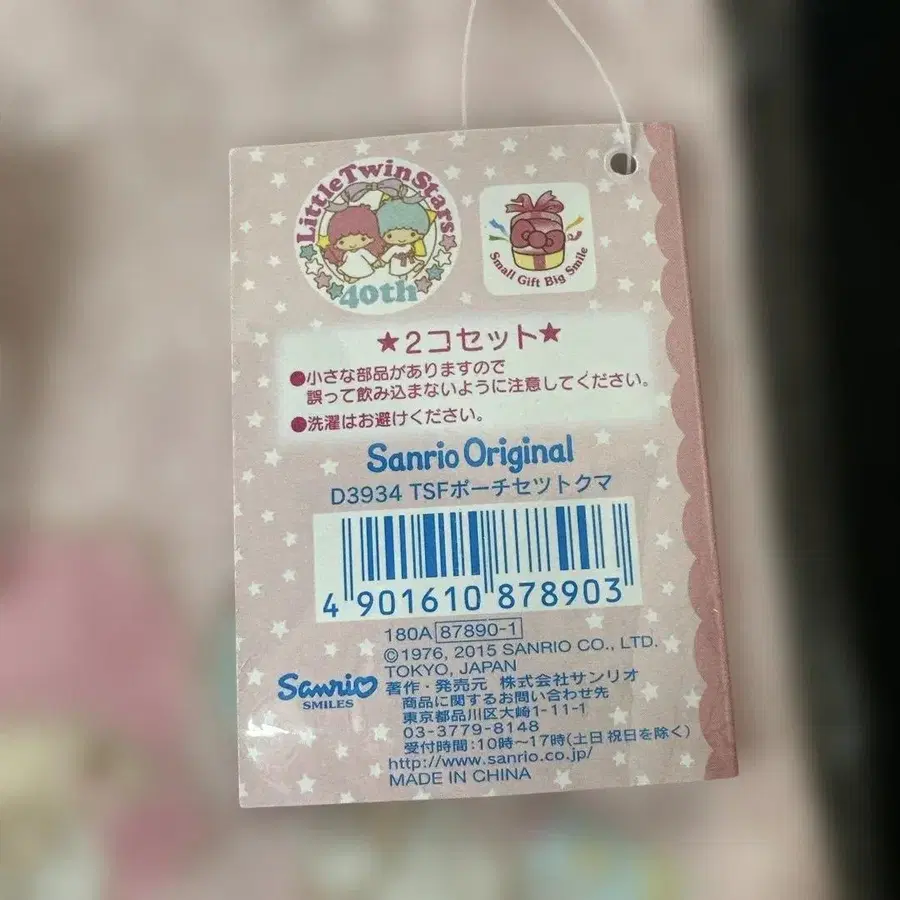 LittleTwinStars
40th
Small Gift Big Smile
★2コセット★
●小さな部品がありますので
誤って飲み込まないように注意してください。
●洗濯はお避けください。
Sanrio Original
D3934 TSFポーチセツトクマ
4 901610 878903
180A 87890-1
©1976, 2015 SANRIO CO., LTD.
TOKYO, JAPAN
Sanrio
SMILES
著作・発売元 株式会社サンリオ
商品に関するお問い合わせ先
東京都品川区大崎1-11-1
03-3779-8148
受付時間:10時～17時(土日祝日を除く)
http://www.sanrio.co.jp/
MADE IN CHINA